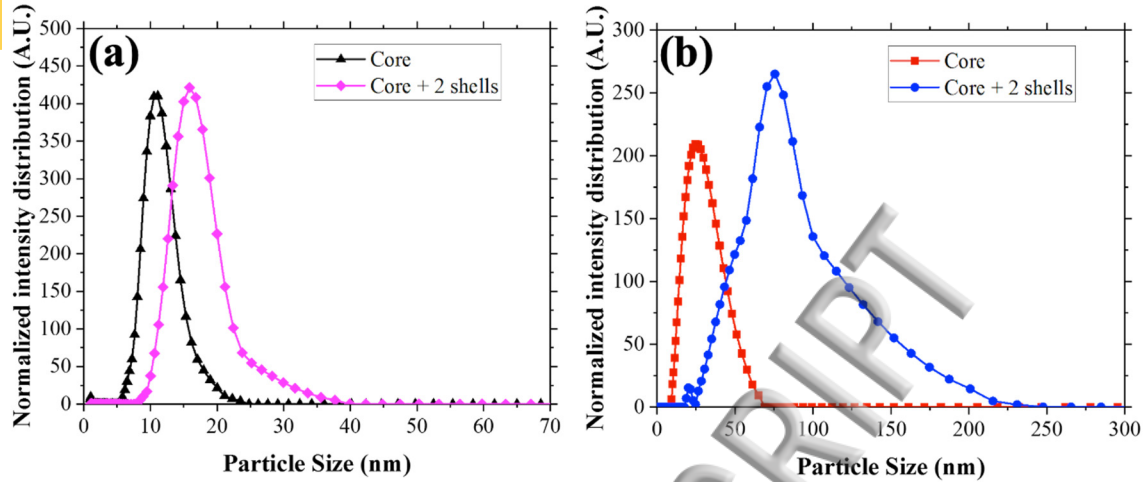 (a)
Core
Core + 2 shells
Normalized intensity distribution (A.U.)
500
450
400
350
300
250
200
150
100
50
0
0 10 20 30 40 50 60 70
Particle Size (nm)
(b)
Core
Core + 2 shells
Normalized intensity distribution (A.U.)
300
250
200
150
100
50
0
0 50 100 150 200 250 300
Particle Size (nm)
SCRIPT